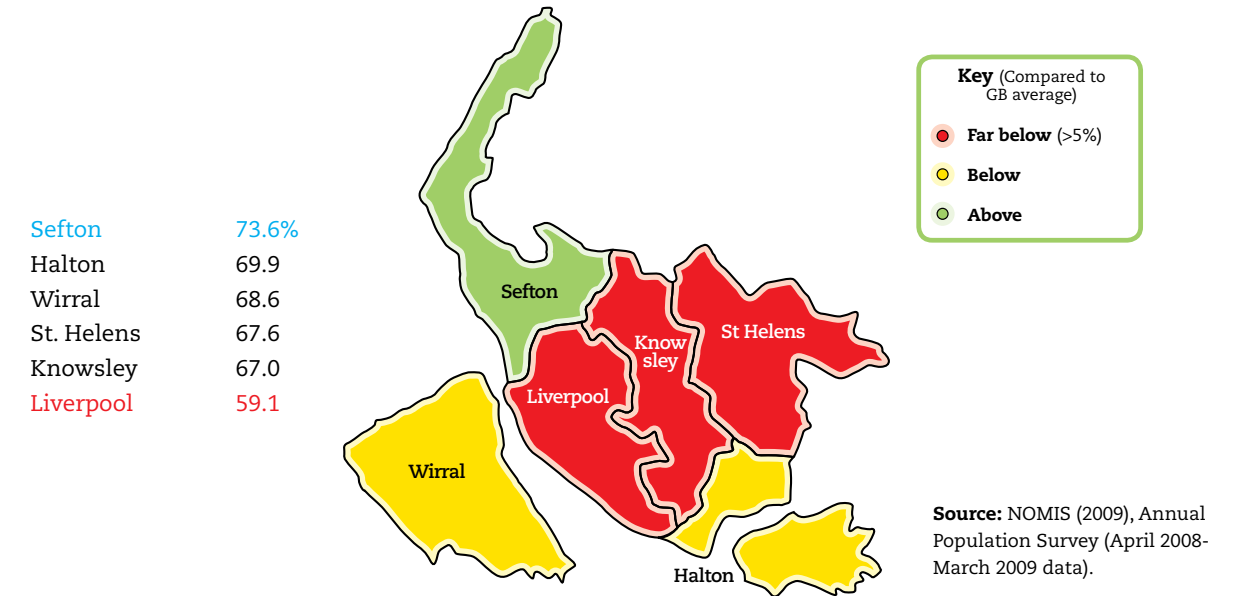 Key (Compared to
GB average)
Far below (>5%)
Below
Above
Sefton 73.6%
Halton 69.9
Wirral 68.6
St. Helens 67.6
Knowsley 67.0
Liverpool 59.1
Sefton
Know
sley
St Helens
Liverpool
Wirral
Halton
Source: NOMIS (2009), Annual
Population Survey (April 2008-
March 2009 data).